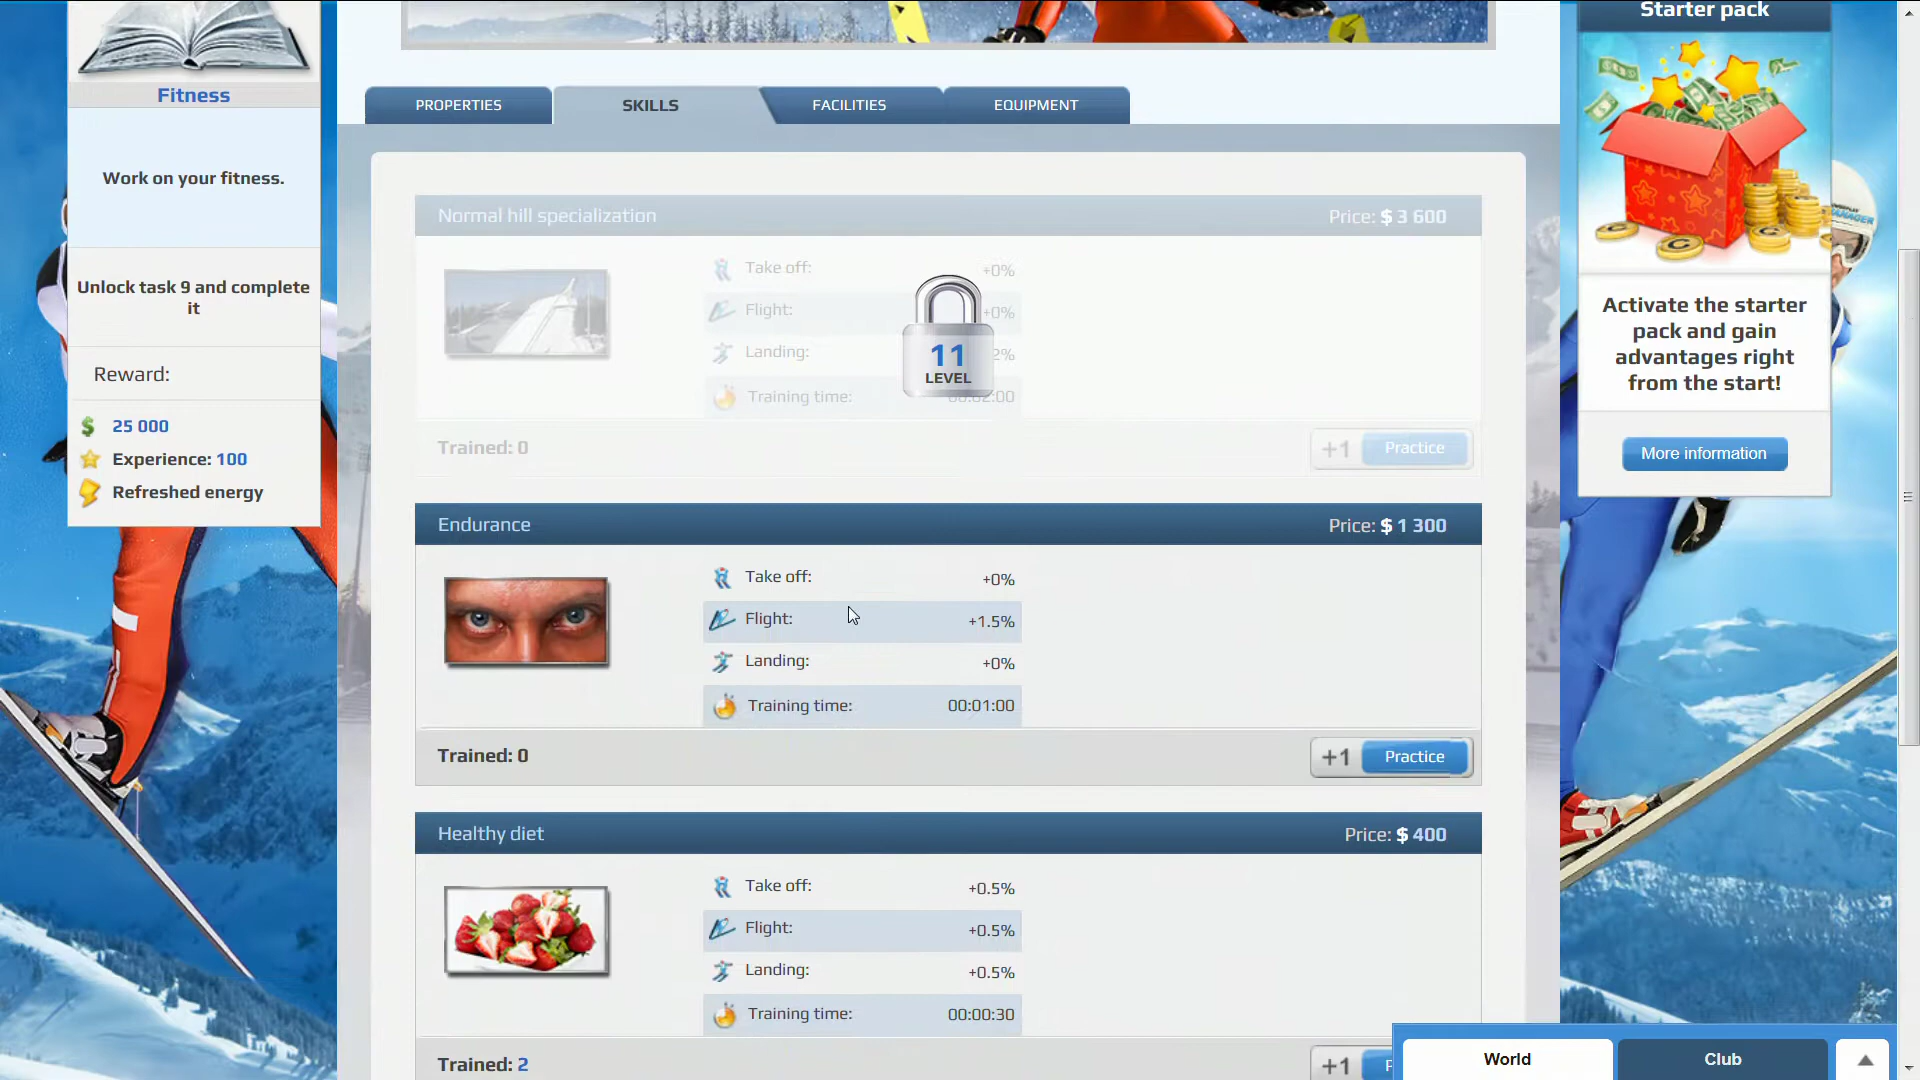 Fitness
Work on your fitness.
Unlock task 9 and complete
it
Reward:
25 000
Experience: 100
Refreshed energy
PROPERTIES
SKILLS
FACILITIES
EQUIPMENT
Normal hill specialization
Price: $ 3 600
Take off: +0%
Flight: +0%
Landing: 2%
Training time: 00:02:00
11
LEVEL
Trained: 0
+1 Practice
Endurance
Price: $ 1 300
Take off: +0%
Flight: +1.5%
Landing: +0%
Training time: 00:01:00
Trained: 0
+1 Practice
Healthy diet
Price: $ 400
Take off: +0.5%
Flight: +0.5%
Landing: +0.5%
Training time: 00:00:30
Trained: 2
+1
Starter pack
MANAGER
Activate the starter
pack and gain
advantages right
from the start!
More information
World
Club